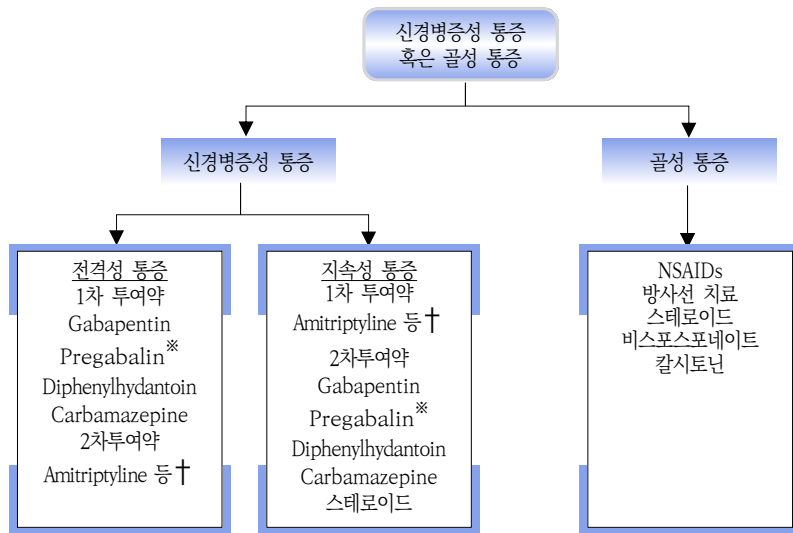 신경병증성 통증
혹은 골성 통증
신경병증성 통증
골성 통증
전격성 통증
1차 투여약
Gabapentin
Pregabalin※
Diphenylhydantoin
Carbamazepine
2차투여약
Amitriptyline 등†
지속성 통증
1차 투여약
Amitriptyline 등†
2차투여약
Gabapentin
Pregabalin※
Diphenylhydantoin
Carbamazepine
스테로이드
NSAIDs
방사선 치료
스테로이드
비스포스포네이트
칼시토닌